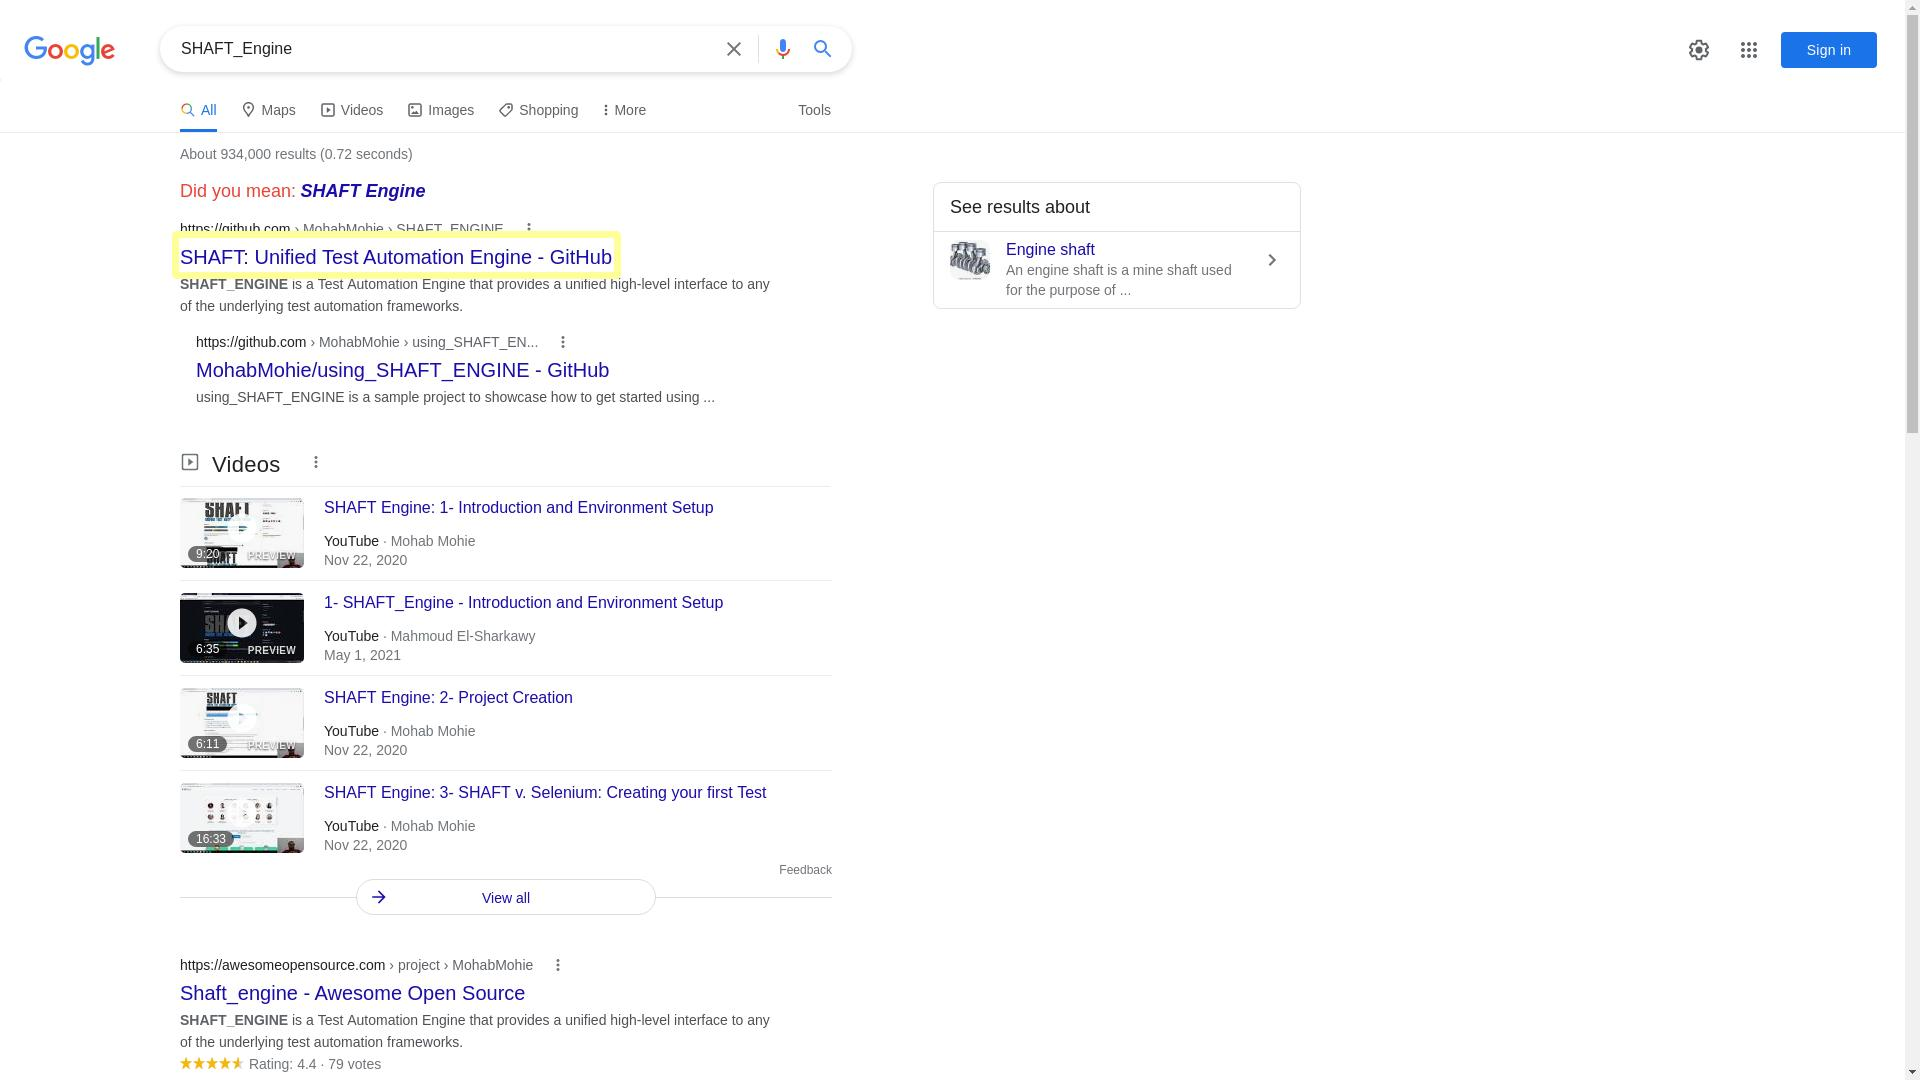 Google
SHAFT_Engine
Sign in
All
Maps
Videos
Images
Shopping
More
Tools
About 934,000 results (0.72 seconds)
Did you mean: SHAFT Engine
https://github.com › MohabMohie › SHAFT_ENGINE
SHAFT: Unified Test Automation Engine - GitHub
SHAFT_ENGINE is a Test Automation Engine that provides a unified high-level interface to any
of the underlying test automation frameworks.
https://github.com › MohabMohie › using_SHAFT_EN...
MohabMohie/using_SHAFT_ENGINE - GitHub
using_SHAFT_ENGINE is a sample project to showcase how to get started using ...
See results about
Engine shaft
An engine shaft is a mine shaft used
for the purpose of ...
Videos
SHAFT
9:20
PREVIEW
SHAFT Engine: 1- Introduction and Environment Setup
YouTube · Mohab Mohie
Nov 22, 2020
6:35
PREVIEW
1- SHAFT_Engine - Introduction and Environment Setup
YouTube · Mahmoud El-Sharkawy
May 1, 2021
SHAFT
6:11
PREVIEW
SHAFT Engine: 2- Project Creation
YouTube · Mohab Mohie
Nov 22, 2020
16:33
SHAFT Engine: 3- SHAFT v. Selenium: Creating your first Test
YouTube · Mohab Mohie
Nov 22, 2020
Feedback
View all
https://awesomeopensource.com › project › MohabMohie
Shaft_engine - Awesome Open Source
SHAFT_ENGINE is a Test Automation Engine that provides a unified high-level interface to any
of the underlying test automation frameworks.
Rating: 4.4 · 79 votes